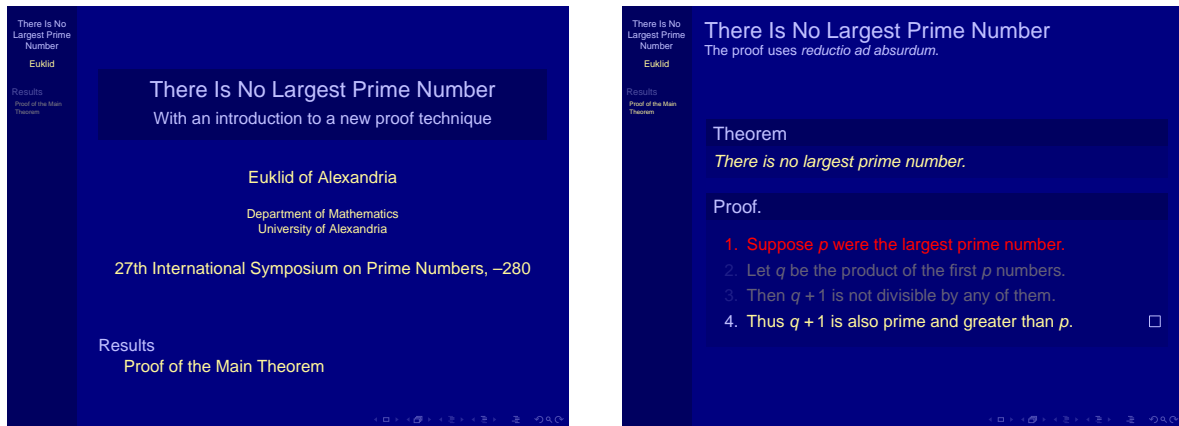 There Is No
Largest Prime
Number
Euklid
Results
Proof of the Main
Theorem
There Is No Largest Prime Number
With an introduction to a new proof technique
Euklid of Alexandria
Department of Mathematics
University of Alexandria
27th International Symposium on Prime Numbers, –280
Results
Proof of the Main Theorem
There Is No
Largest Prime
Number
Euklid
Results
Proof of the Main
Theorem
There Is No Largest Prime Number
The proof uses reductio ad absurdum.
Theorem
There is no largest prime number.
Proof.
1. Suppose p were the largest prime number.
2. Let q be the product of the first p numbers.
3. Then q + 1 is not divisible by any of them.
4. Thus q + 1 is also prime and greater than p. □